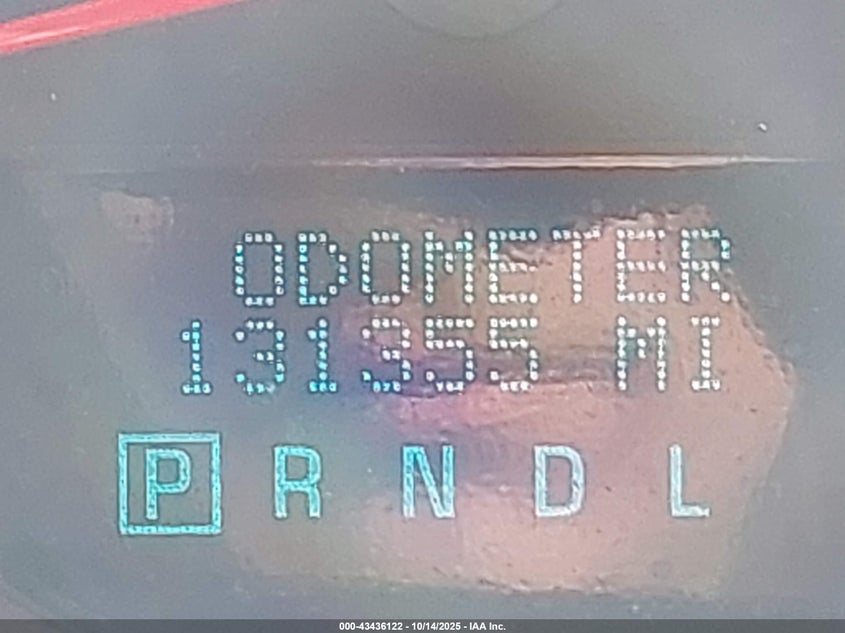 ODOMETER
131355 MI
P R N D L
000-43436122 - 10/14/2025 - IAA Inc.